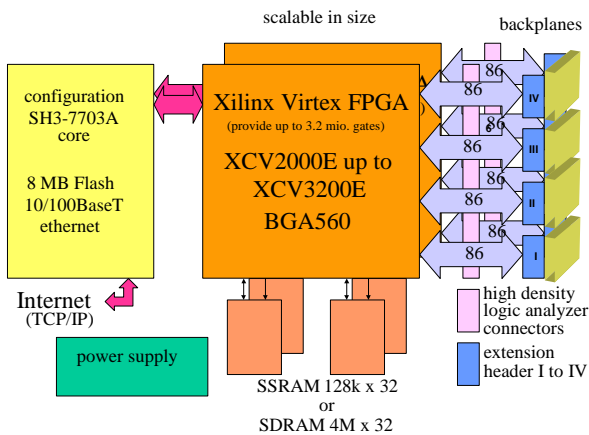 scalable in size
backplanes
configuration
SH3-7703A
core
8 MB Flash
10/100BaseT
ethernet
Internet
(TCP/IP)
power supply
Xilinx Virtex FPGA
(provide up to 3.2 mio. gates)
XCV2000E up to
XCV3200E
BGA560
86
86
IV
86
86
III
86
86
II
86
86
I
high density
logic analyzer
connectors
extension
header I to IV
SSRAM 128k x 32
or
SDRAM 4M x 32